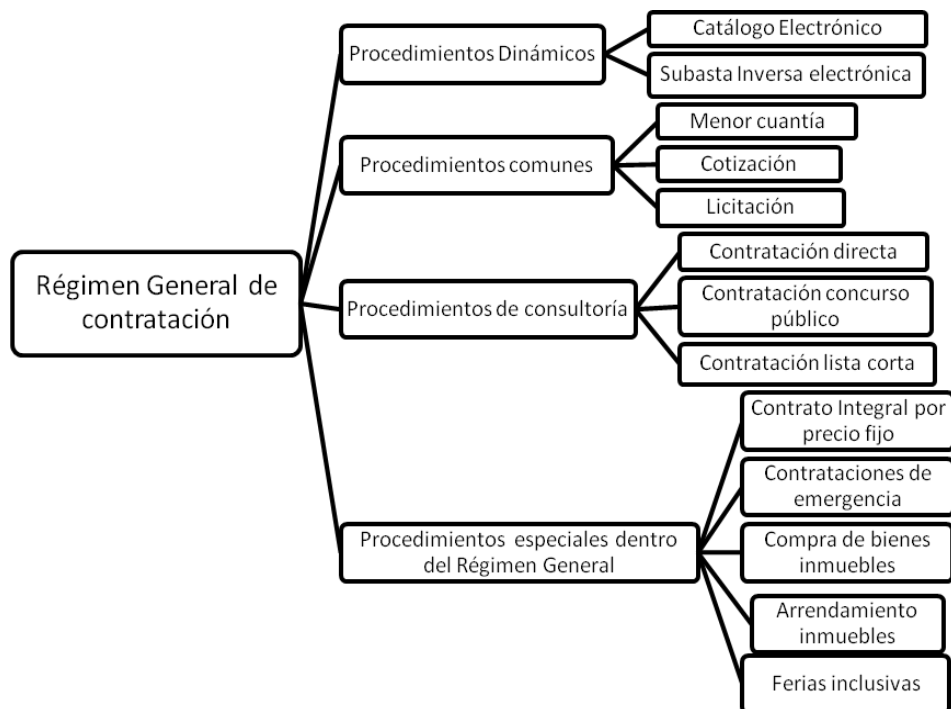 Régimen General de
contratación
Procedimientos Dinámicos
Catálogo Electrónico
Subasta Inversa electrónica
Procedimientos comunes
Menor cuantía
Cotización
Licitación
Procedimientos de consultoría
Contratación directa
Contratación concurso
público
Contratación lista corta
Procedimientos especiales dentro
del Régimen General
Contrato Integral por
precio fijo
Contrataciones de
emergencia
Compra de bienes
inmuebles
Arrendamiento
inmuebles
Ferias inclusivas